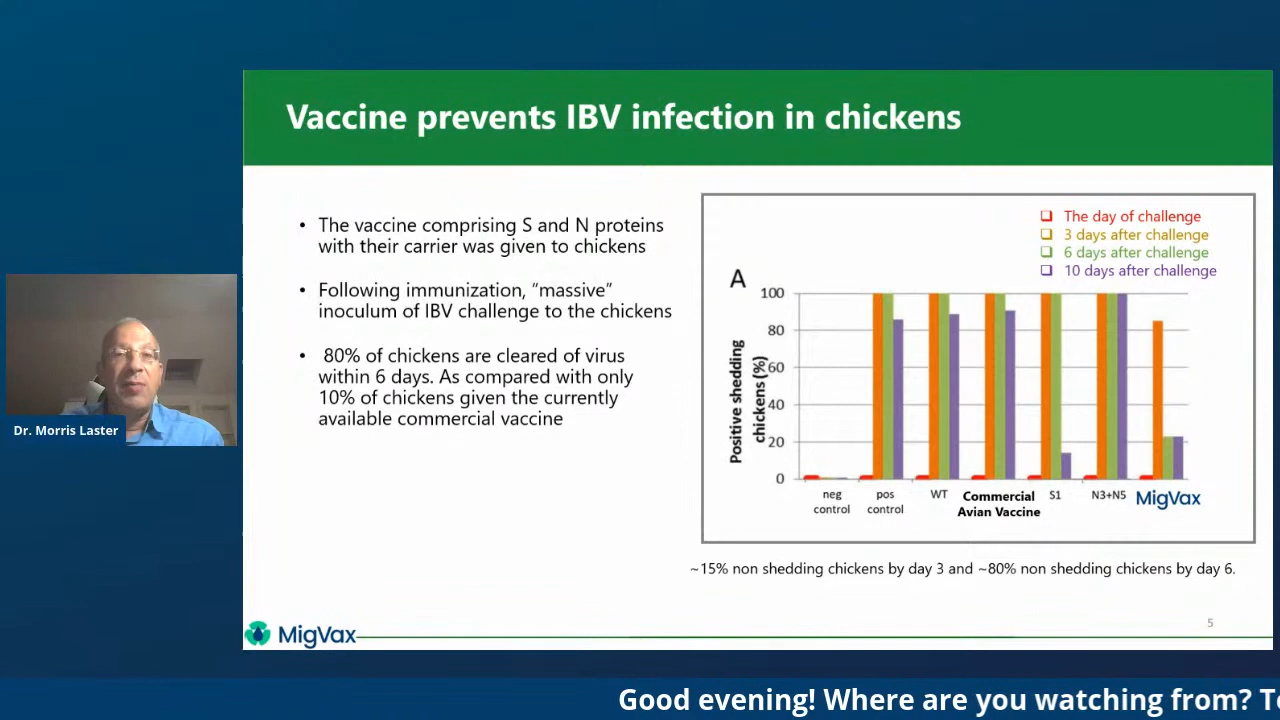 Vaccine prevents IBV infection in chickens
• The vaccine comprising S and N proteins
with their carrier was given to chickens
• Following immunization, “massive”
inoculum of IBV challenge to the chickens
• 80% of chickens are cleared of virus
within 6 days. As compared with only
10% of chickens given the currently
available commercial vaccine
The day of challenge
3 days after challenge
6 days after challenge
10 days after challenge
A
Positive shedding
chickens (%)
100
80
60
40
20
0
neg
control
pos
control
WT
Commercial
Avian Vaccine
S1
N3+N5
MigVax
~15% non shedding chickens by day 3 and ~80% non shedding chickens by day 6.
5
MigVax
Dr. Morris Laster
Good evening! Where are you watching from?